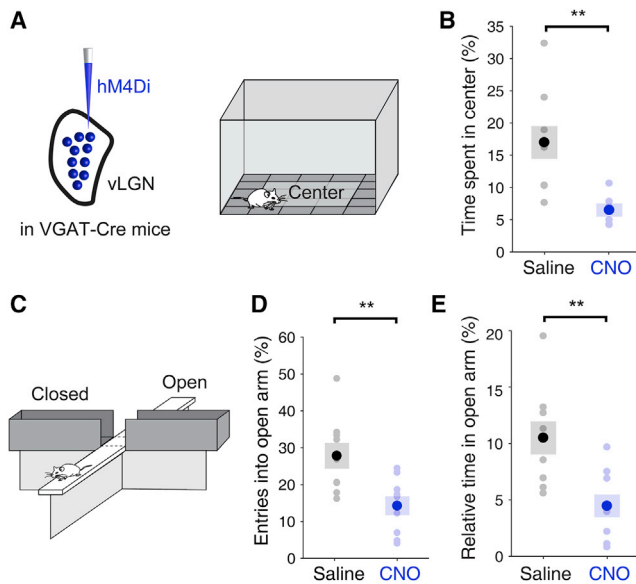 A
hM4Di
vLGN
in VGAT-Cre mice
Center
B
**
Time spent in center (%)
35
30
25
20
15
10
5
0
Saline CNO
C
Closed
Open
D
**
Entries into open arm (%)
60
50
40
30
20
10
0
Saline CNO
E
**
Relative time in open arm (%)
20
15
10
5
0
Saline CNO